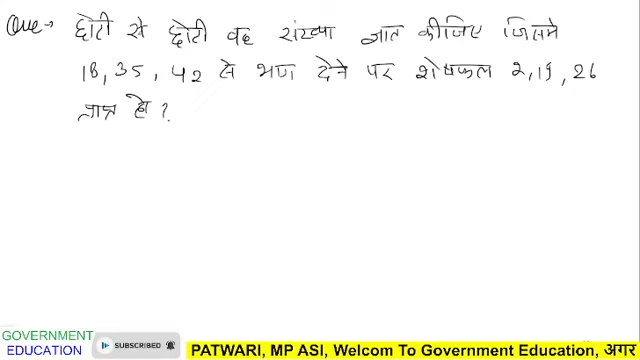 Que → छोटी से छोटी वह संख्या ज्ञात कीजिए जिसमे
18, 35, 42 से भाग देने पर शेषफल 2, 19, 26
प्राप्त हो ?
GOVERNMENT
EDUCATION
SUBSCRIBED
PATWARI, MP ASI, Welcom To Government Education, अगर